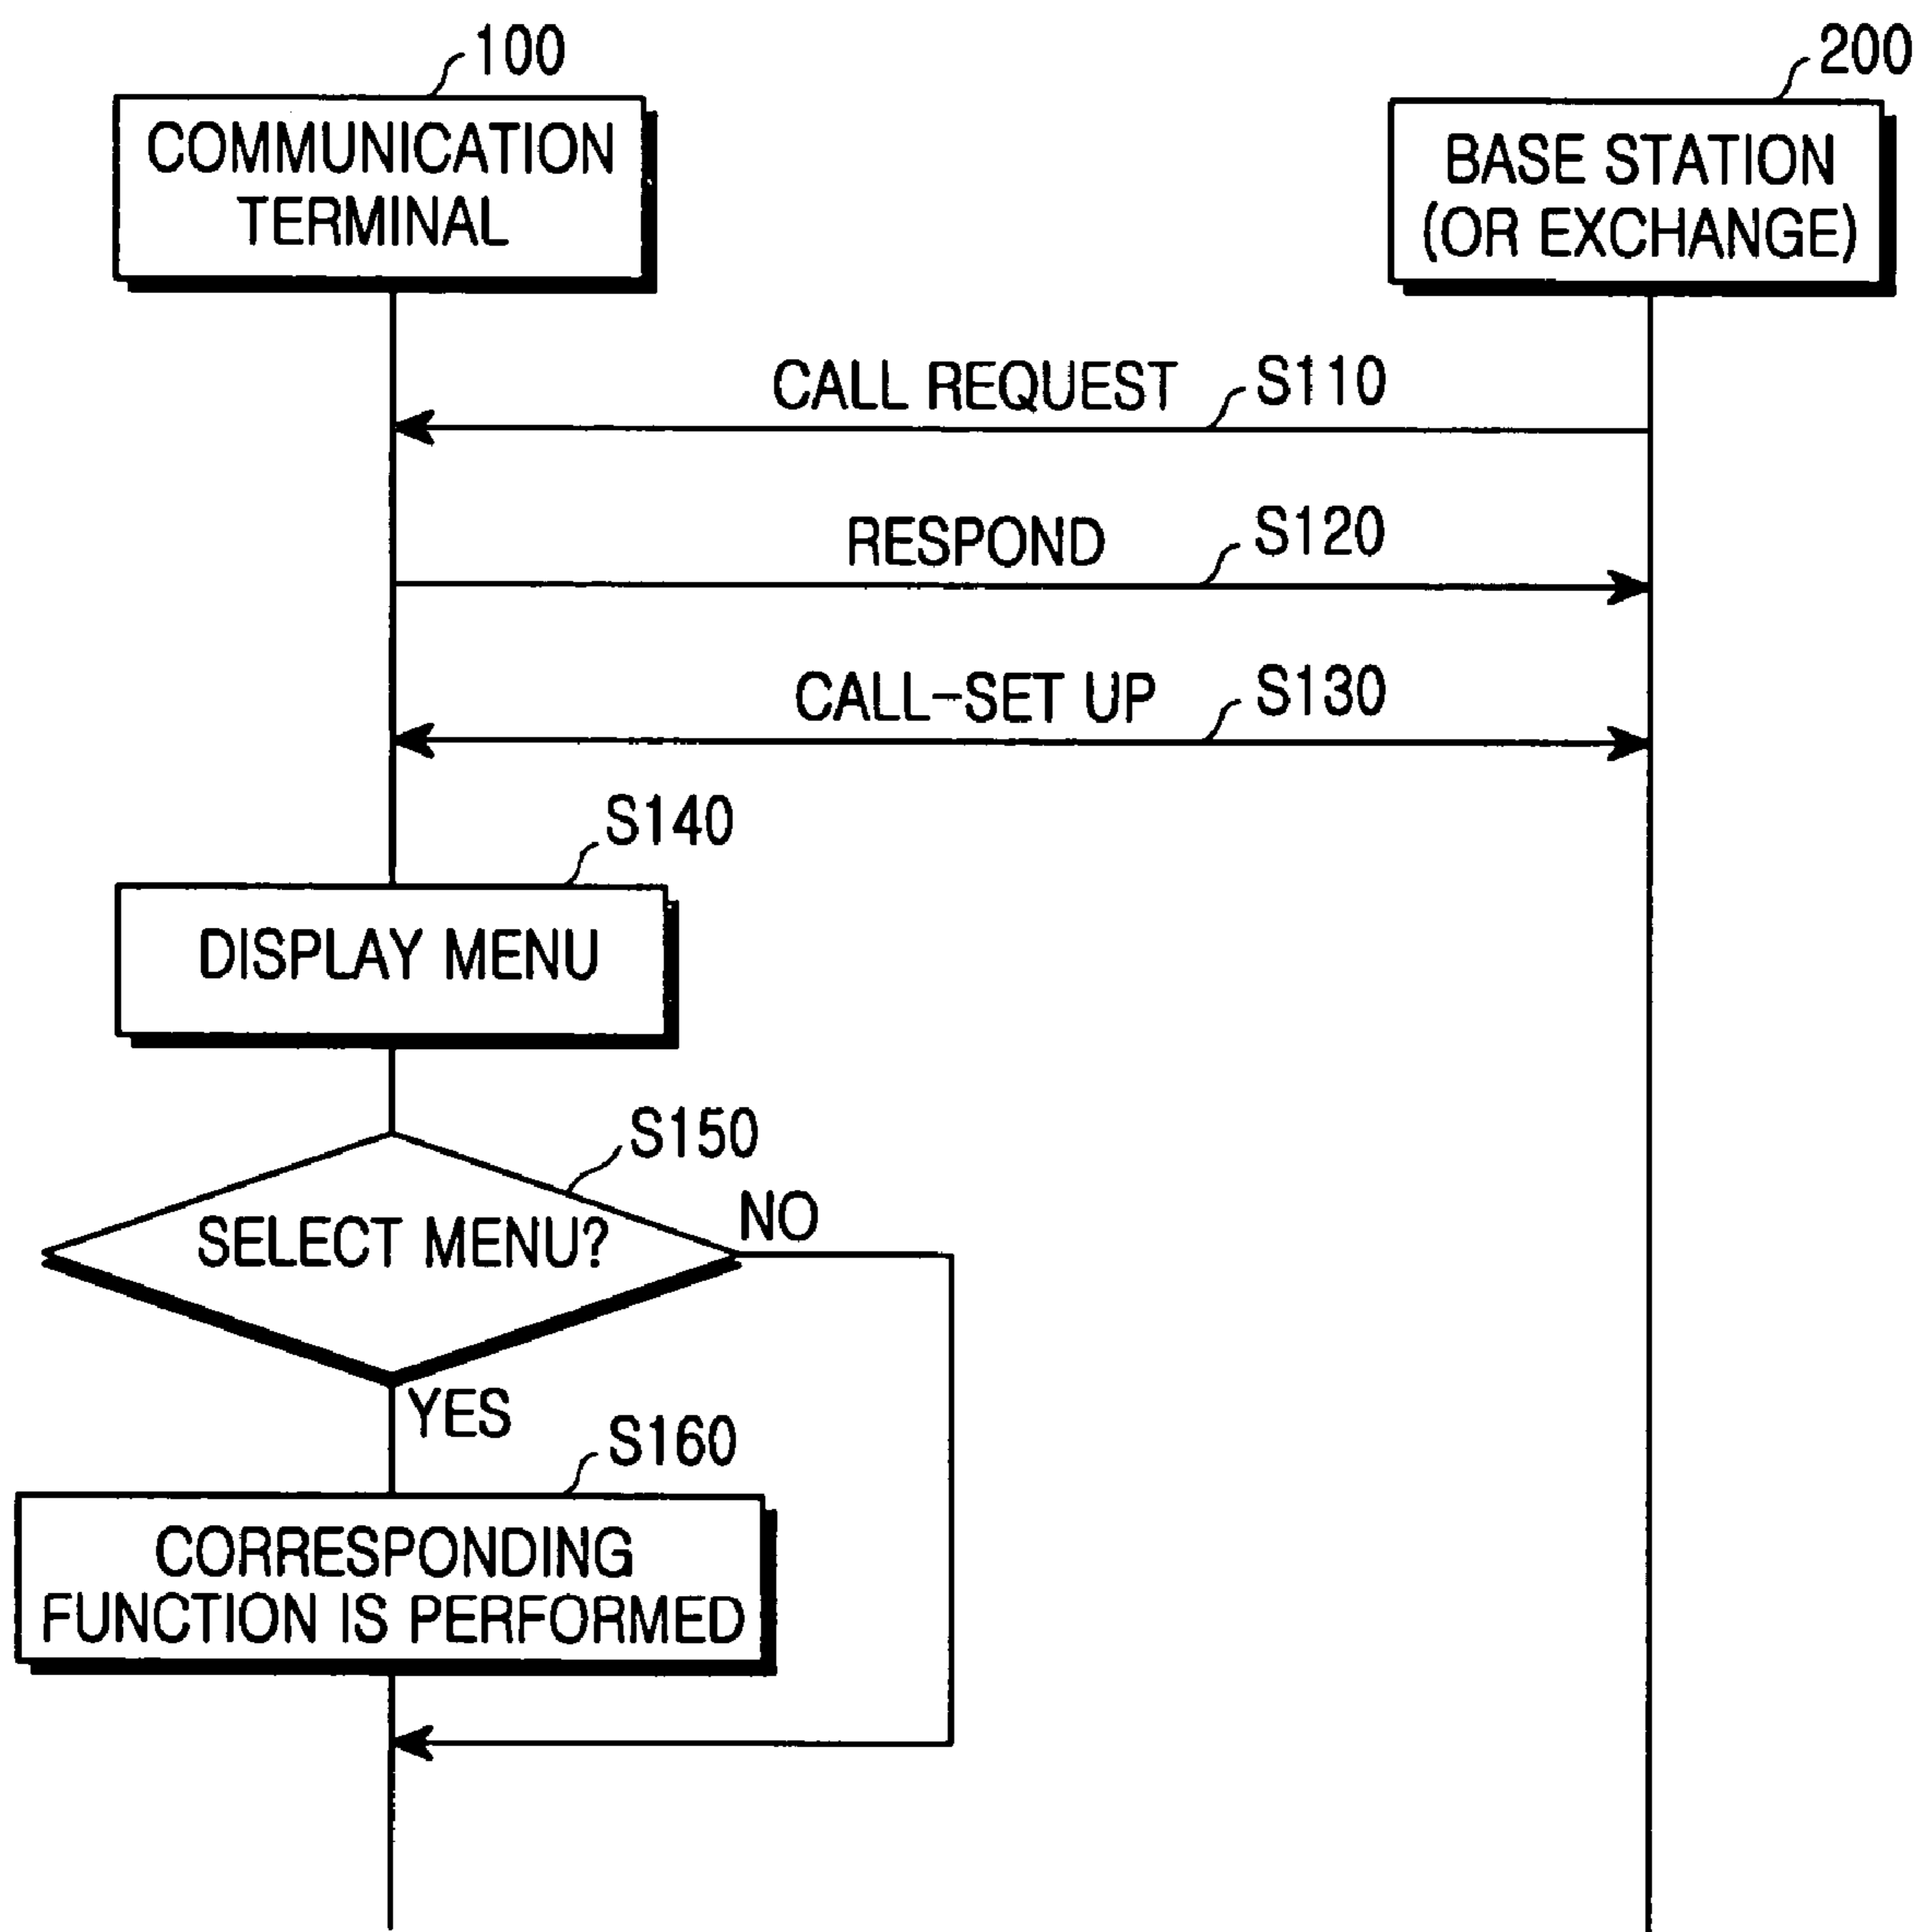 100
200
COMMUNICATION
TERMINAL
BASE STATION
(OR EXCHANGE)
CALL REQUEST
S110
RESPOND
S120
CALL-SET UP
S130
S140
DISPLAY MENU
S150
SELECT MENU?
NO
YES
S160
CORRESPONDING
FUNCTION IS PERFORMED